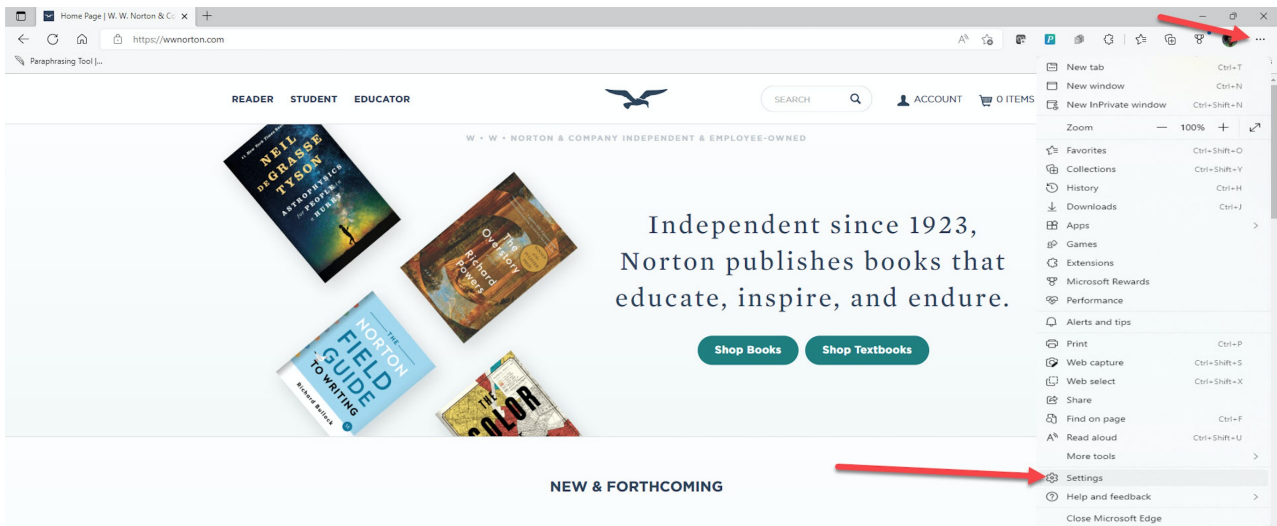 Home Page | W. W. Norton & Co
https://wwnorton.com
Paraphrasing Tool |...
READER STUDENT EDUCATOR
SEARCH
ACCOUNT 0 ITEMS
W • W • NORTON & COMPANY INDEPENDENT & EMPLOYEE-OWNED
NEIL
DEGRASSE
TYSON
ASTROPHYSICS
for PEOPLE
in a HURRY
The
Overstory
Richard
Powers
THE
NORTON
FIELD
GUIDE
TO WRITING
Richard Bullock
THE
COLOR
Independent since 1923,
Norton publishes books that
educate, inspire, and endure.
Shop Books Shop Textbooks
NEW & FORTHCOMING
New tab Ctrl+T
New window Ctrl+N
New InPrivate window Ctrl+Shift+N
Zoom — 100% +
Favorites Ctrl+Shift+O
Collections Ctrl+Shift+Y
History Ctrl+H
Downloads Ctrl+J
Apps
Games
Extensions
Microsoft Rewards
Performance
Alerts and tips
Print Ctrl+P
Web capture Ctrl+Shift+S
Web select Ctrl+Shift+X
Share
Find on page Ctrl+F
Read aloud Ctrl+Shift+U
More tools
Settings
Help and feedback
Close Microsoft Edge